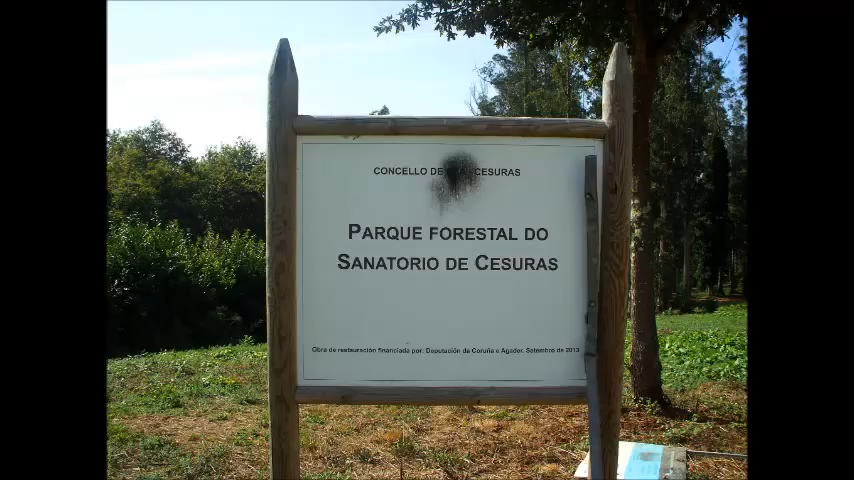 CONCELLO DE CESURAS
PARQUE FORESTAL DO
SANATORIO DE CESURAS
Obra de restauración financiada por: Deputación da Coruña e Agader. Setembro de 2013